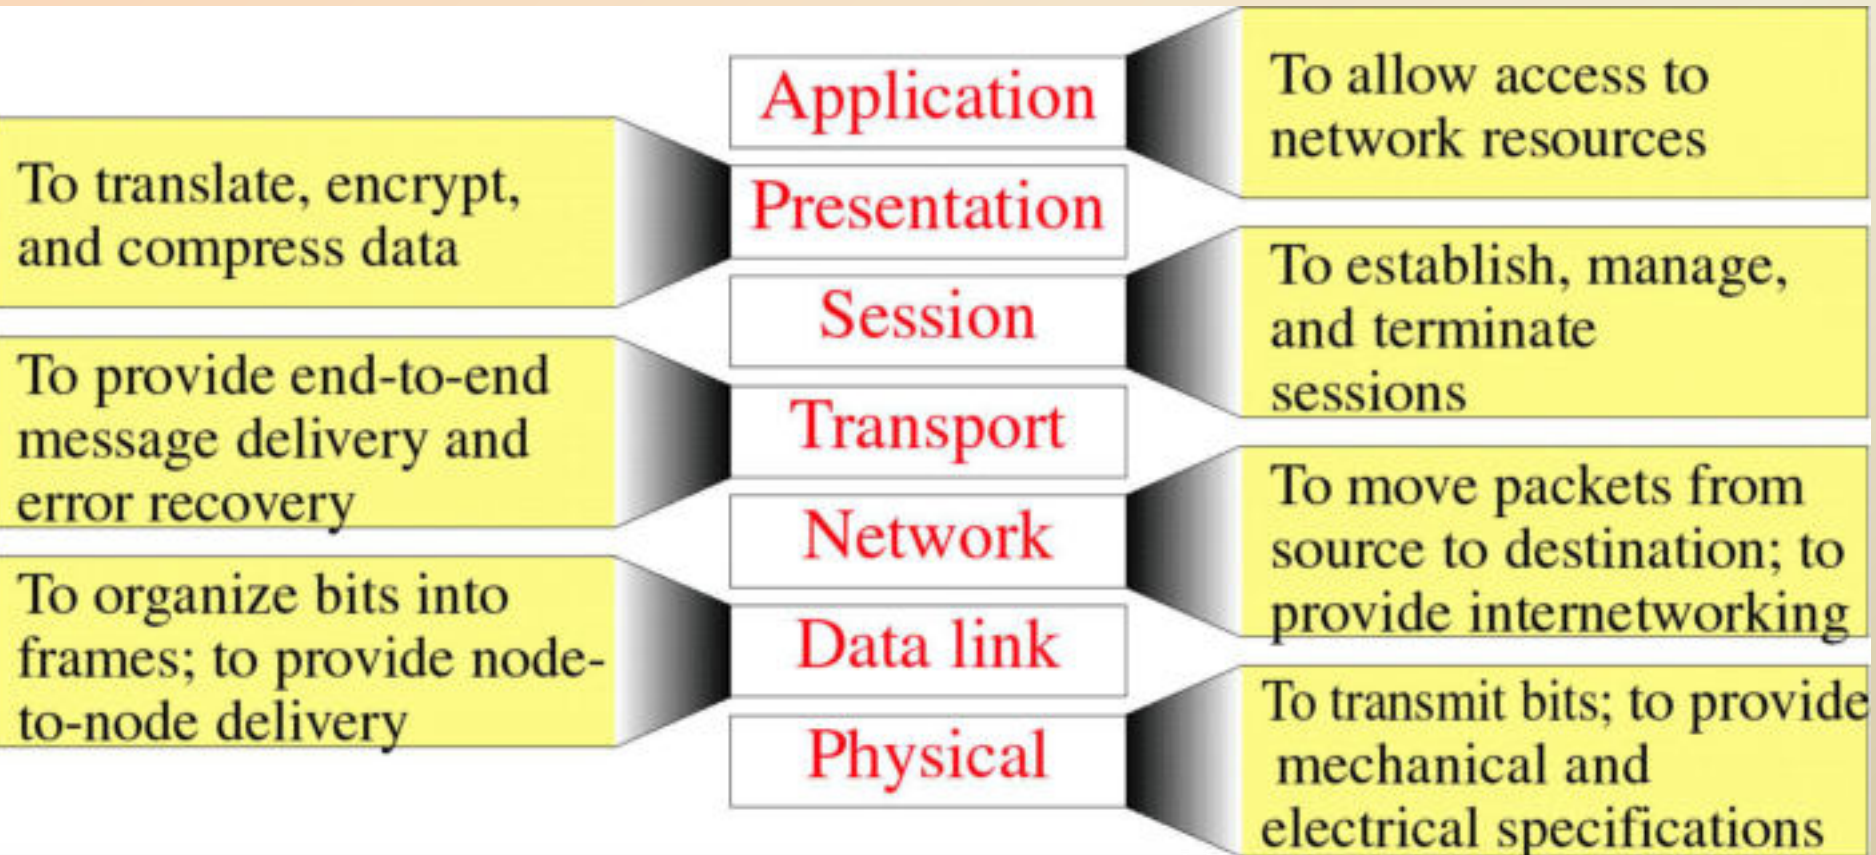 Application
To allow access to
network resources
Presentation
To translate, encrypt,
and compress data
Session
To establish, manage,
and terminate
sessions
Transport
To provide end-to-end
message delivery and
error recovery
Network
To move packets from
source to destination; to
provide internetworking
Data link
To organize bits into
frames; to provide node-
to-node delivery
Physical
To transmit bits; to provide
mechanical and
electrical specifications